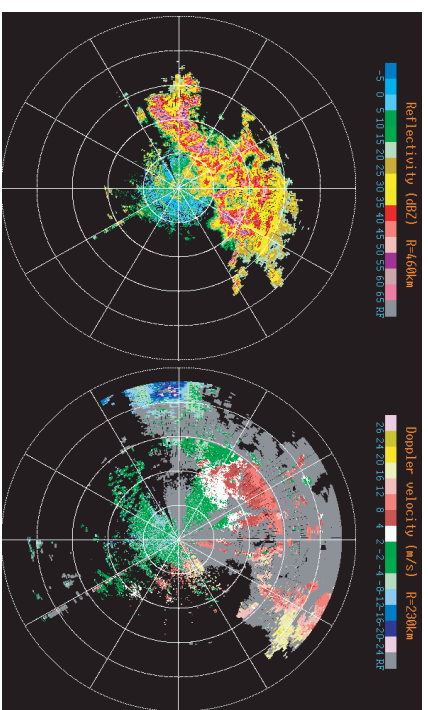 Reflectivity (dBZ) R=460km
-5 0 5 10 15 20 25 30 35 40 45 50 55 60 65 RF
Doppler velocity (m/s) R=230km
26 24 20 16 12 8 4 2 -2 -4 -8 -12 -16 -20 -24 RF